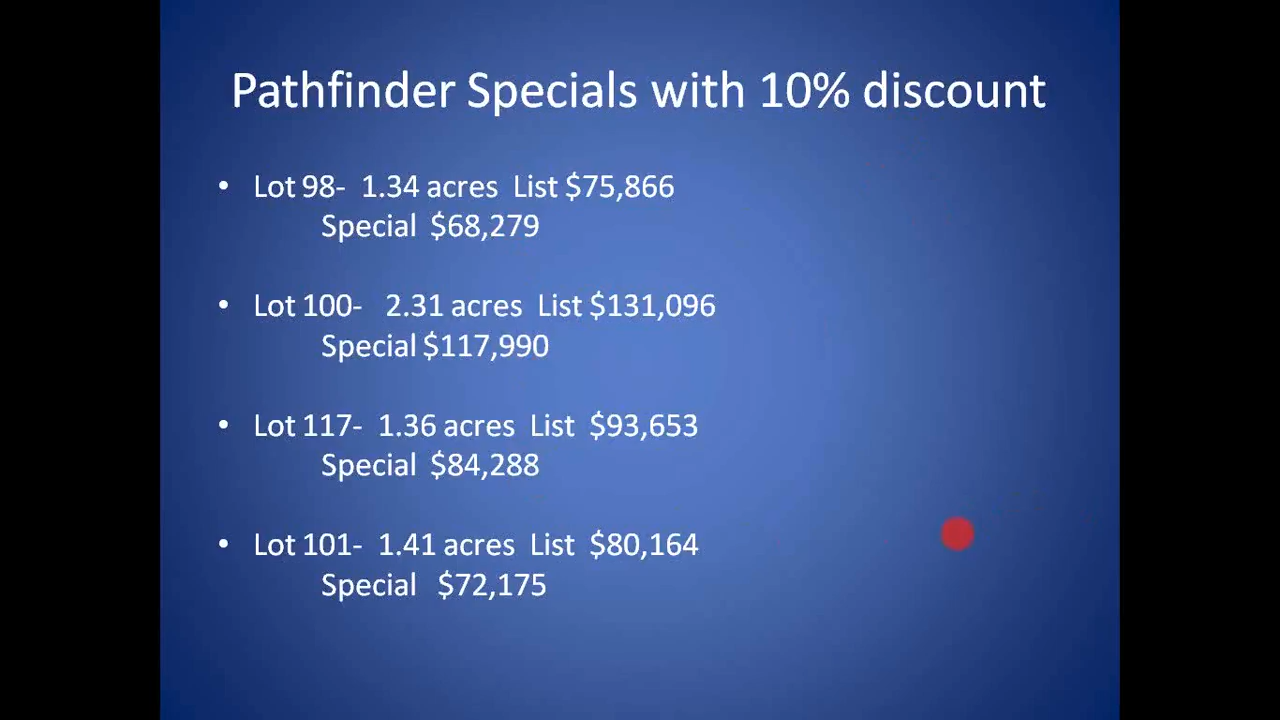 Pathfinder Specials with 10% discount
• Lot 98- 1.34 acres List $75,866
Special $68,279
• Lot 100- 2.31 acres List $131,096
Special $117,990
• Lot 117- 1.36 acres List $93,653
Special $84,288
• Lot 101- 1.41 acres List $80,164
Special $72,175